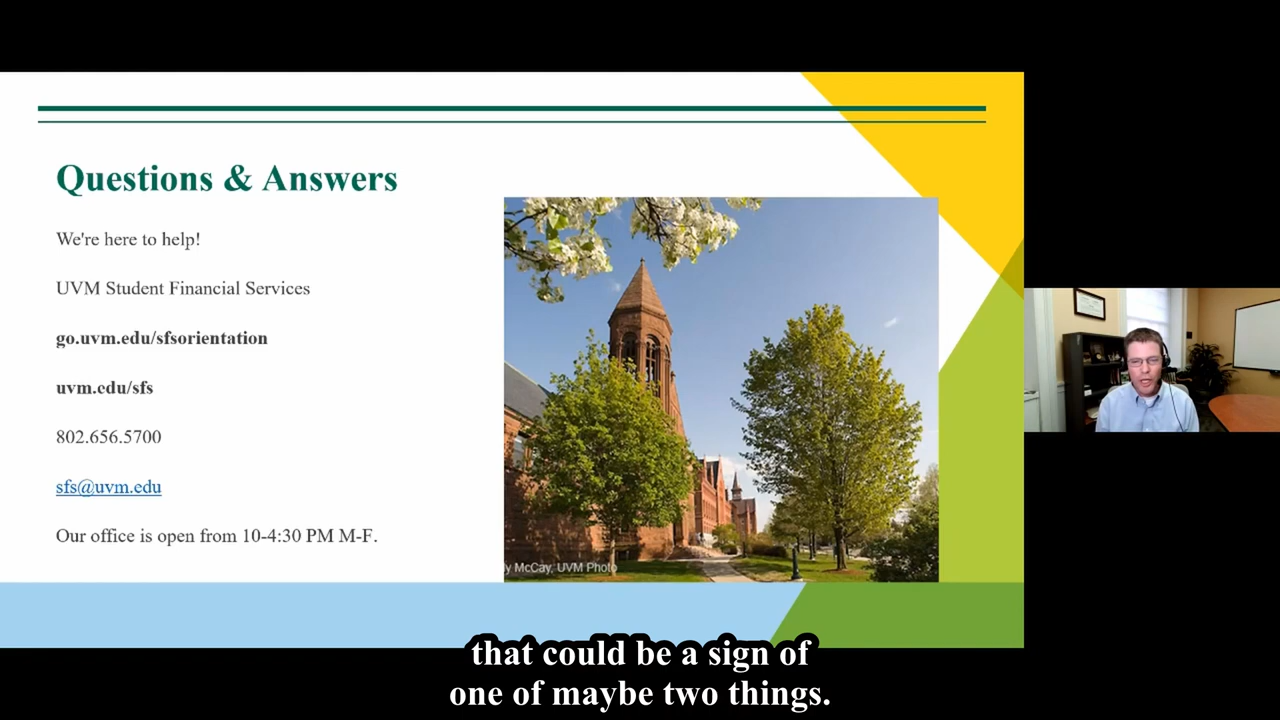 Questions & Answers
We're here to help!
UVM Student Financial Services
go.uvm.edu/sfsorientation
uvm.edu/sfs
802.656.5700
sfs@uvm.edu
Our office is open from 10-4:30 PM M-F.
McCay, UVM Photo
that could be a sign of
one of maybe two things.